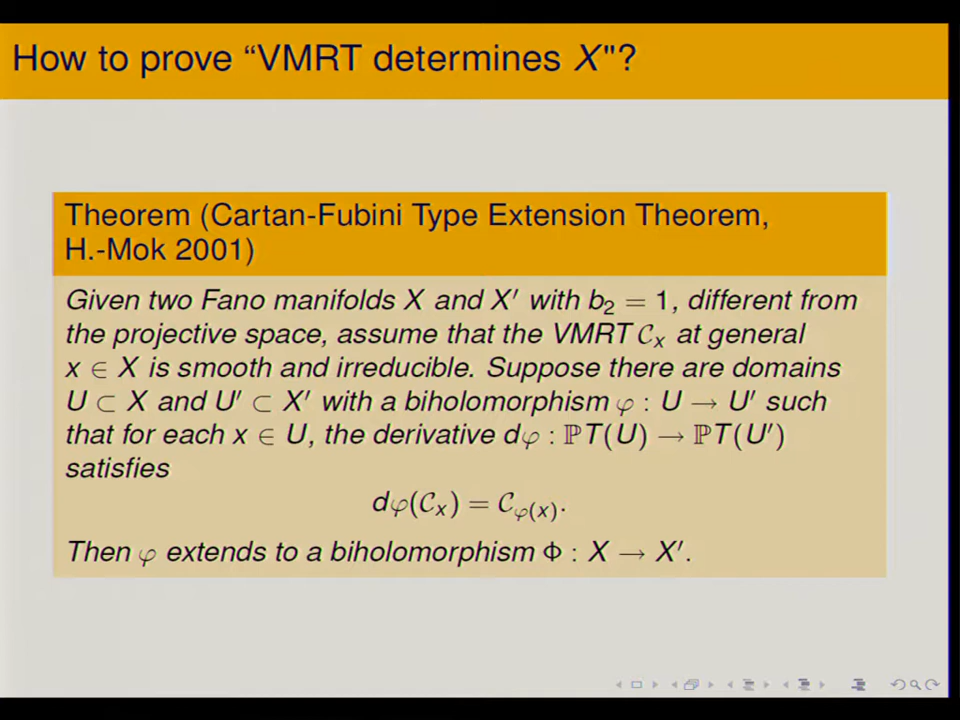 How to prove “VMRT determines X"?
Theorem (Cartan-Fubini Type Extension Theorem,
H.-Mok 2001)
Given two Fano manifolds X and X′ with b₂ = 1, different from
the projective space, assume that the VMRT 𝒞ₓ at general
x ∈ X is smooth and irreducible. Suppose there are domains
U ⊂ X and U′ ⊂ X′ with a biholomorphism φ : U → U′ such
that for each x ∈ U, the derivative dφ : ℙT(U) → ℙT(U′)
satisfies
dφ(𝒞ₓ) = 𝒞_φ(x).
Then φ extends to a biholomorphism Φ : X → X′.